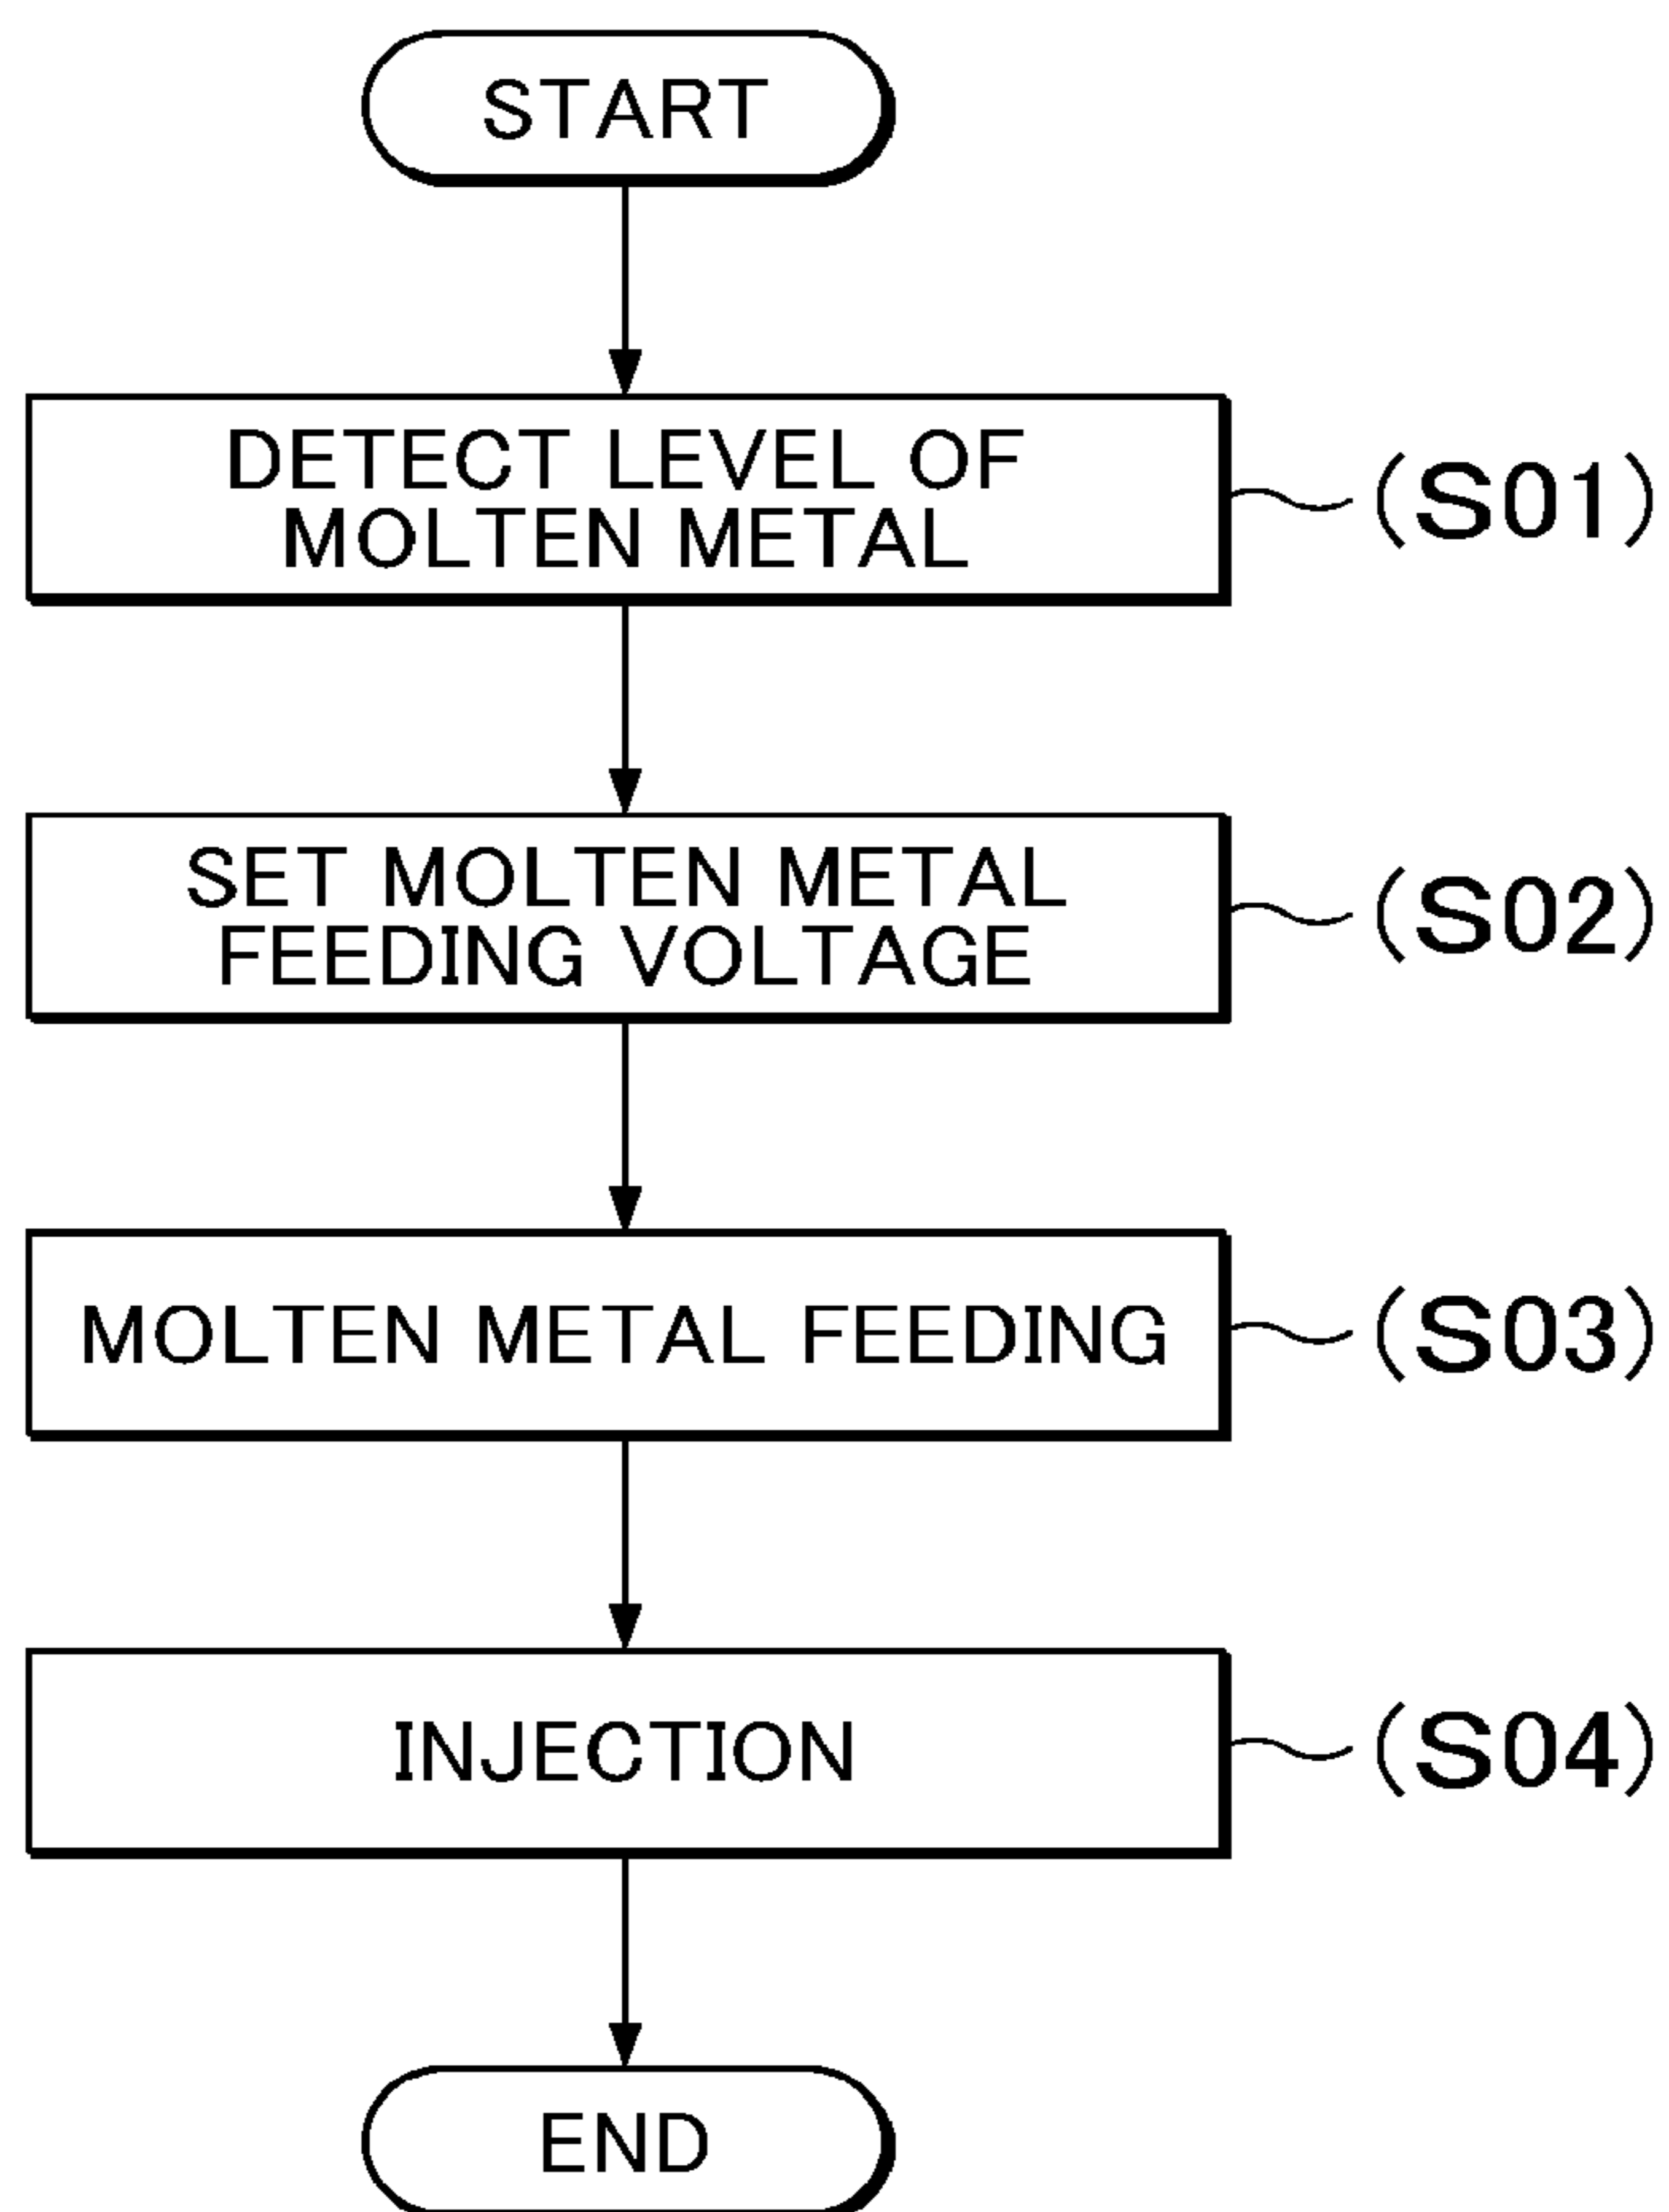 START
DETECT LEVEL OF
MOLTEN METAL
(S01)
SET MOLTEN METAL
FEEDING VOLTAGE
(S02)
MOLTEN METAL FEEDING
(S03)
INJECTION
(S04)
END